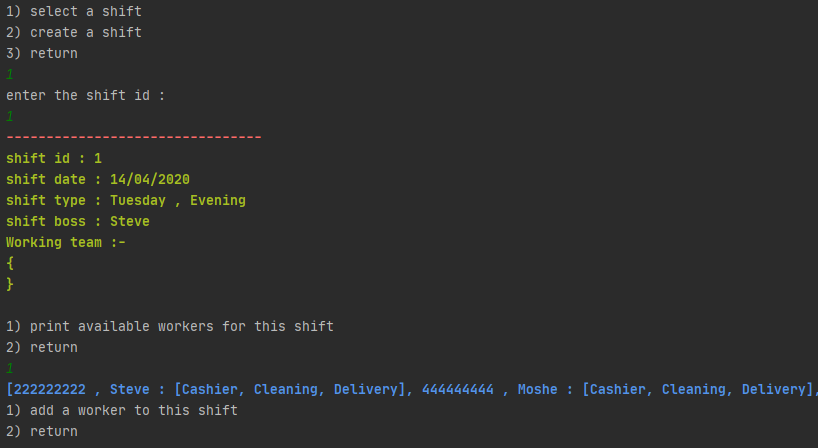 1) select a shift
2) create a shift
3) return
1
enter the shift id :
1
--------------------------------
shift id : 1
shift date : 14/04/2020
shift type : Tuesday , Evening
shift boss : Steve
Working team :-
{
}
1) print available workers for this shift
2) return
1
[222222222 , Steve : [Cashier, Cleaning, Delivery], 444444444 , Moshe : [Cashier, Cleaning, Delivery],
1) add a worker to this shift
2) return